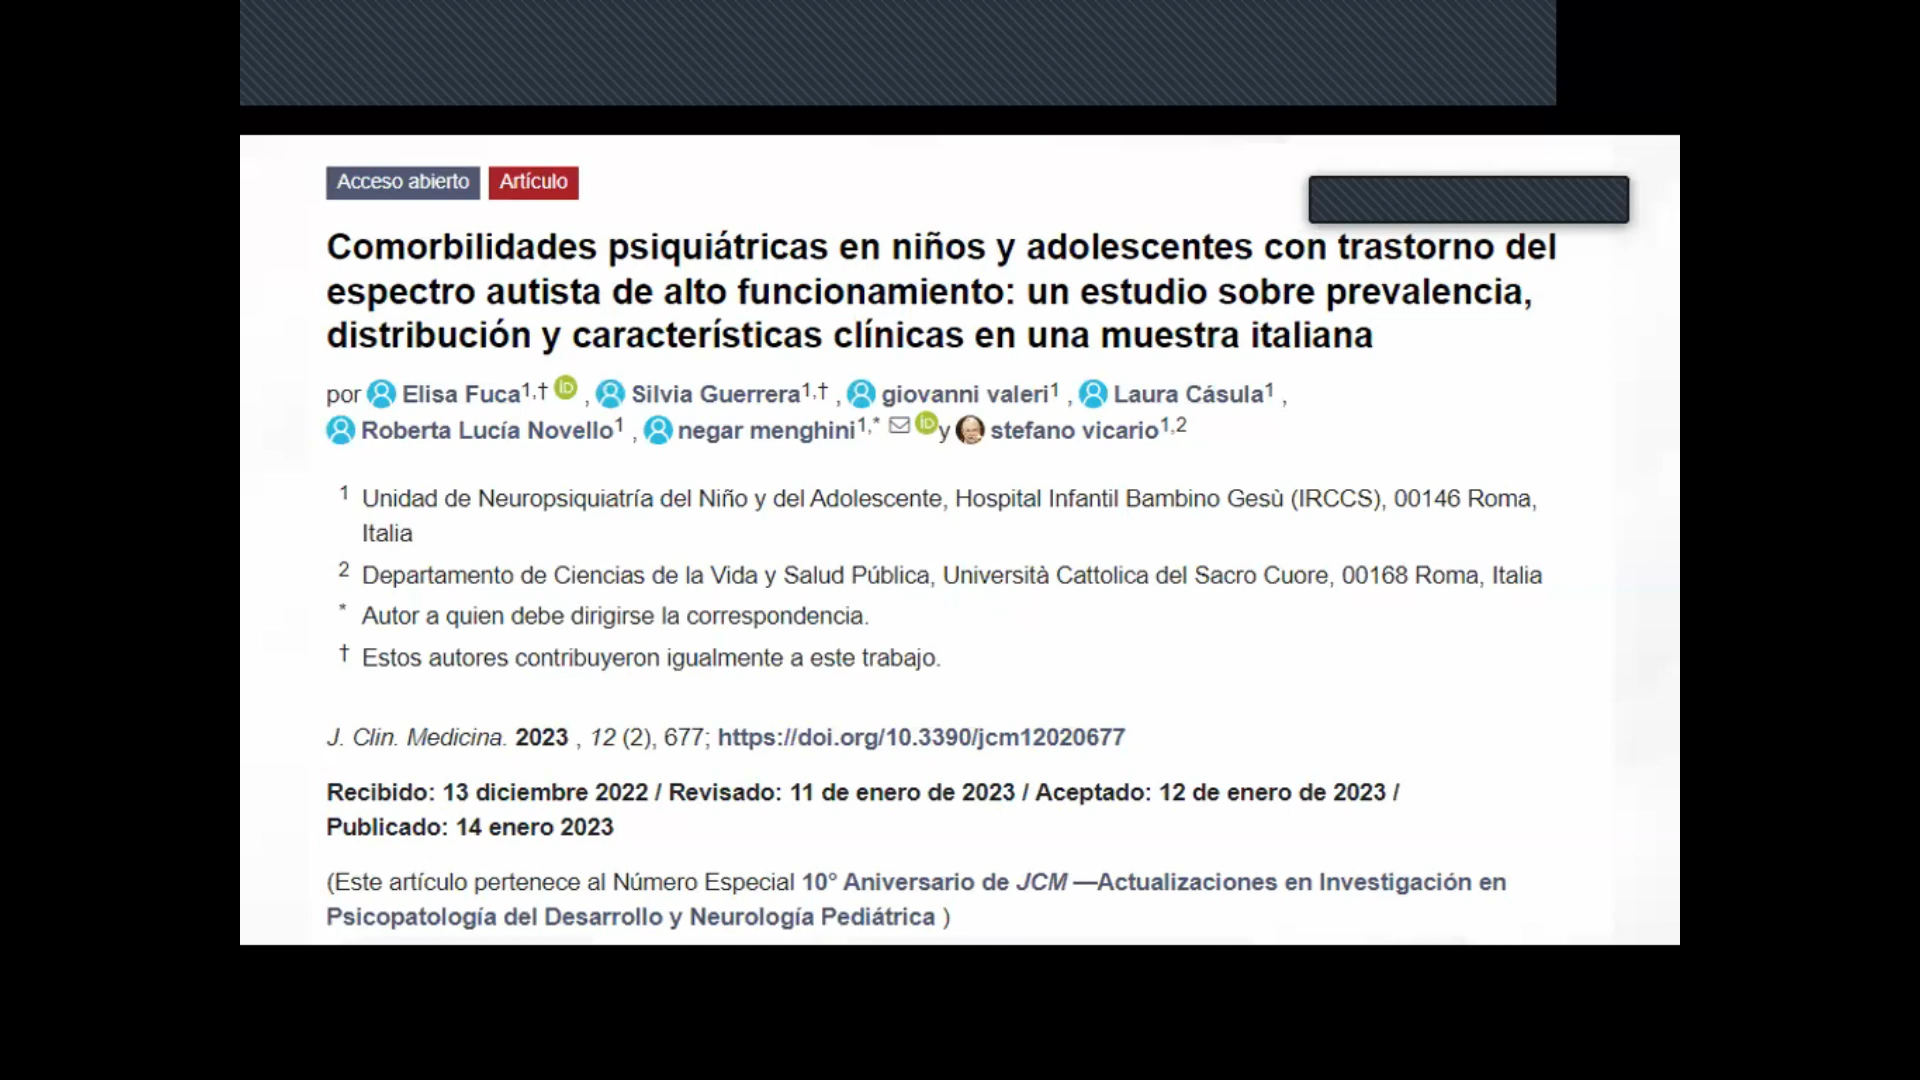 Acceso abierto Artículo
Comorbilidades psiquiátricas en niños y adolescentes con trastorno del
espectro autista de alto funcionamiento: un estudio sobre prevalencia,
distribución y características clínicas en una muestra italiana
por Elisa Fuca1,† iD , Silvia Guerrera1,† , giovanni valeri1 , Laura Cásula1 ,
Roberta Lucía Novello1 , negar menghini1,* iD y stefano vicario1,2
1 Unidad de Neuropsiquiatría del Niño y del Adolescente, Hospital Infantil Bambino Gesù (IRCCS), 00146 Roma,
Italia
2 Departamento de Ciencias de la Vida y Salud Pública, Università Cattolica del Sacro Cuore, 00168 Roma, Italia
* Autor a quien debe dirigirse la correspondencia.
† Estos autores contribuyeron igualmente a este trabajo.
J. Clin. Medicina. 2023 , 12 (2), 677; https://doi.org/10.3390/jcm12020677
Recibido: 13 diciembre 2022 / Revisado: 11 de enero de 2023 / Aceptado: 12 de enero de 2023 /
Publicado: 14 enero 2023
(Este artículo pertenece al Número Especial 10° Aniversario de JCM —Actualizaciones en Investigación en
Psicopatología del Desarrollo y Neurología Pediátrica )